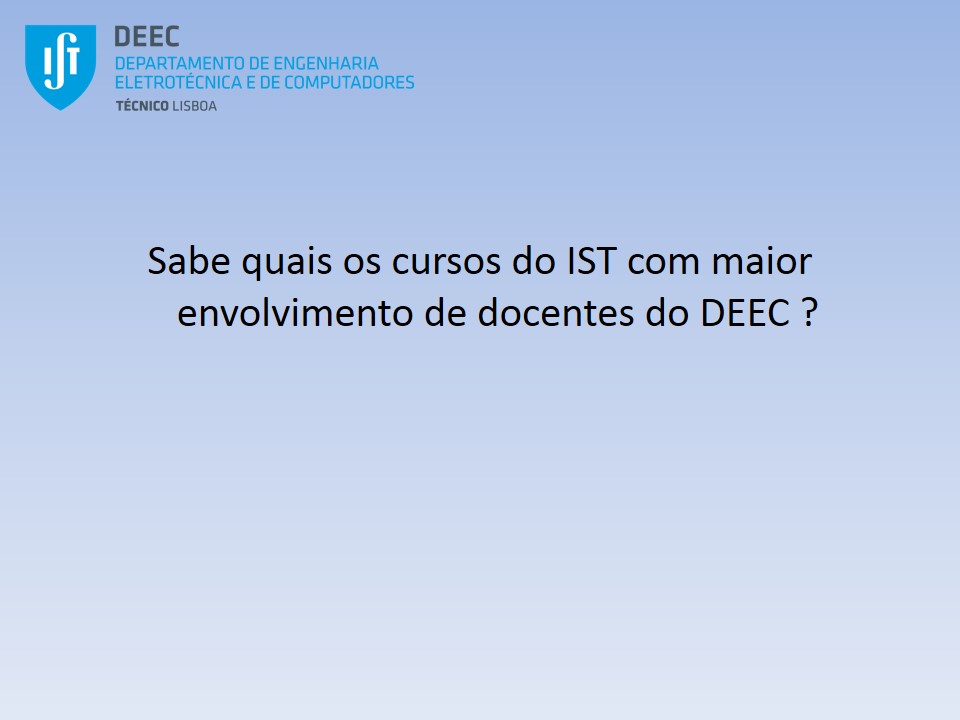 IST
DEEC
DEPARTAMENTO DE ENGENHARIA
ELETROTÉCNICA E DE COMPUTADORES
TÉCNICO LISBOA
Sabe quais os cursos do IST com maior
envolvimento de docentes do DEEC ?